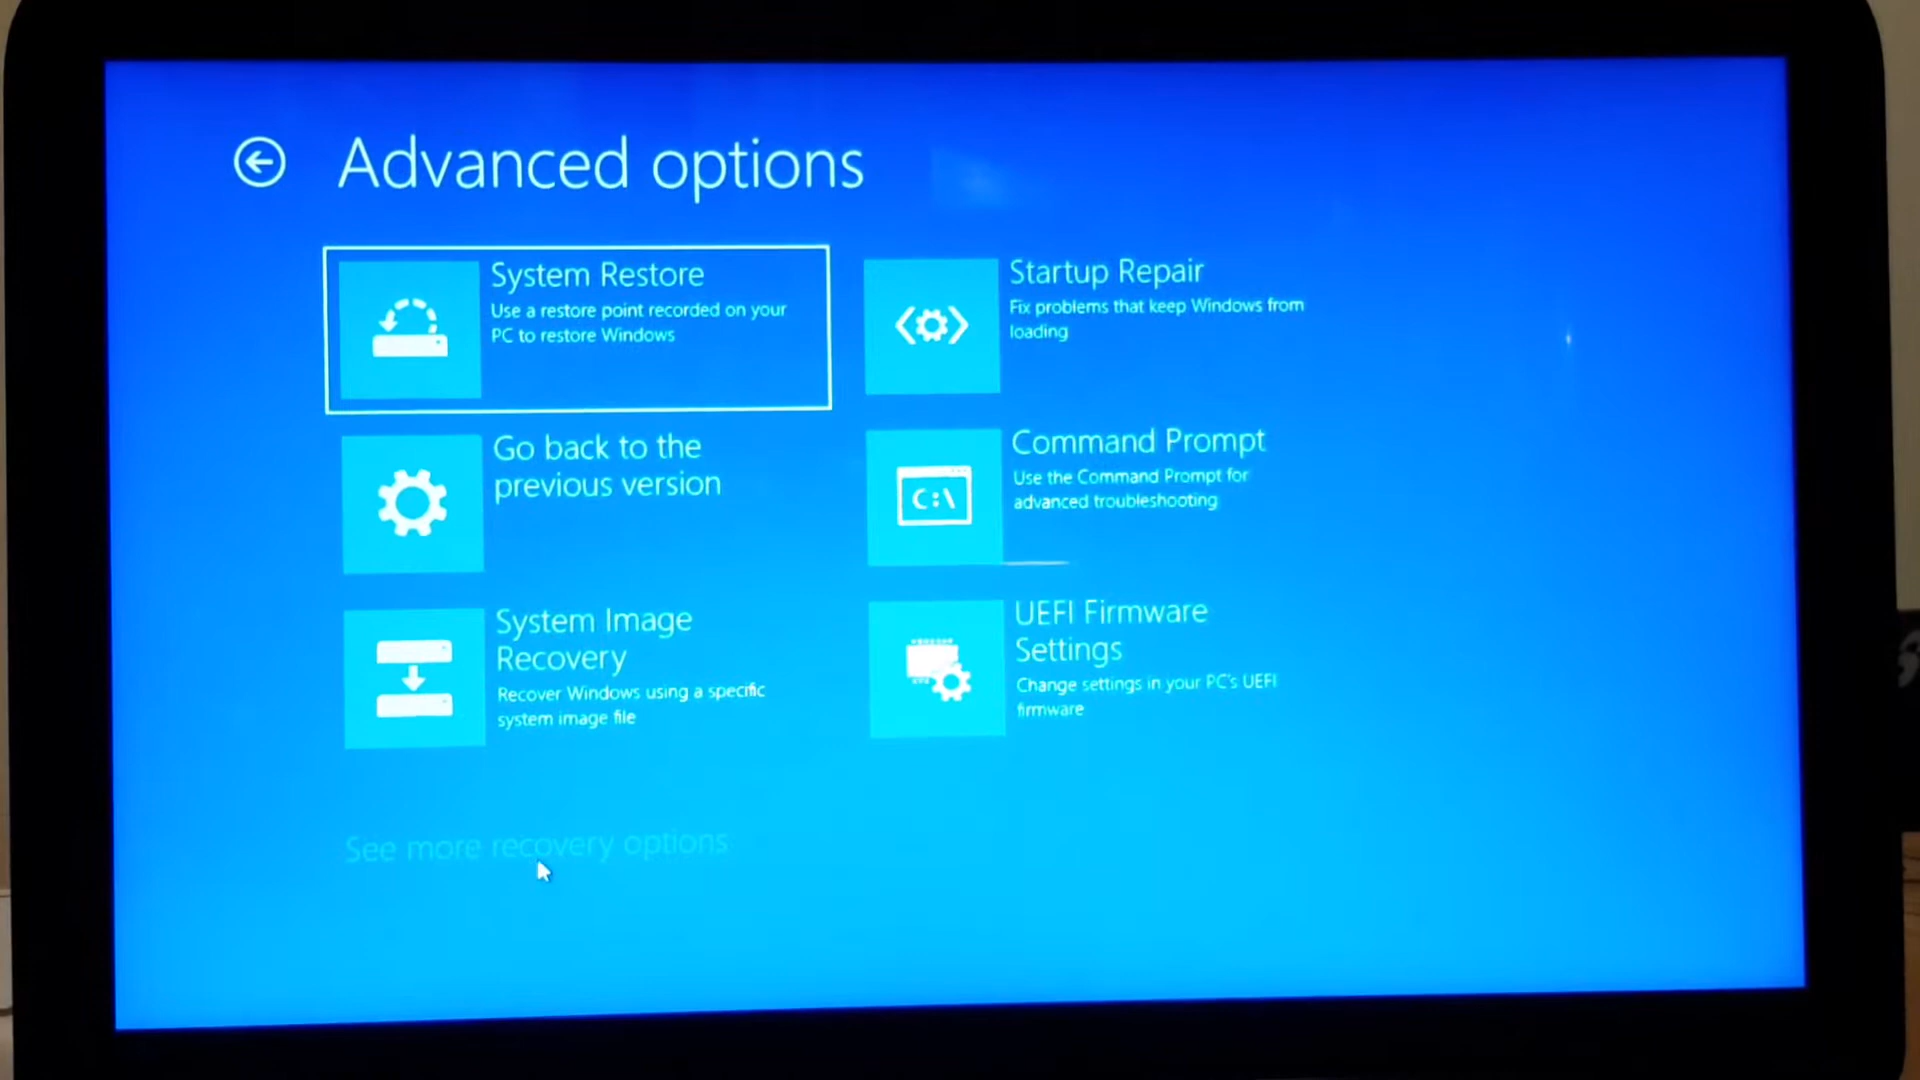 Advanced options
System Restore
Use a restore point recorded on your
PC to restore Windows
Startup Repair
Fix problems that keep Windows from
loading
Go back to the
previous version
Command Prompt
Use the Command Prompt for
advanced troubleshooting
C:\
System Image
Recovery
Recover Windows using a specific
system image file
UEFI Firmware
Settings
Change settings in your PC's UEFI
firmware
See more recovery options